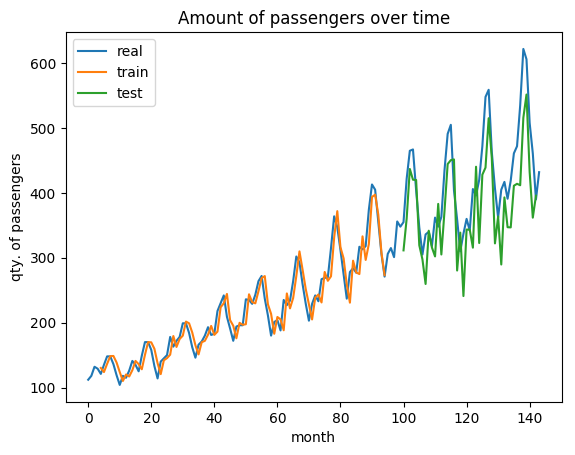 Amount of passengers over time
real
train
test
qty. of passengers
600
500
400
300
200
100
0 20 40 60 80 100 120 140
month